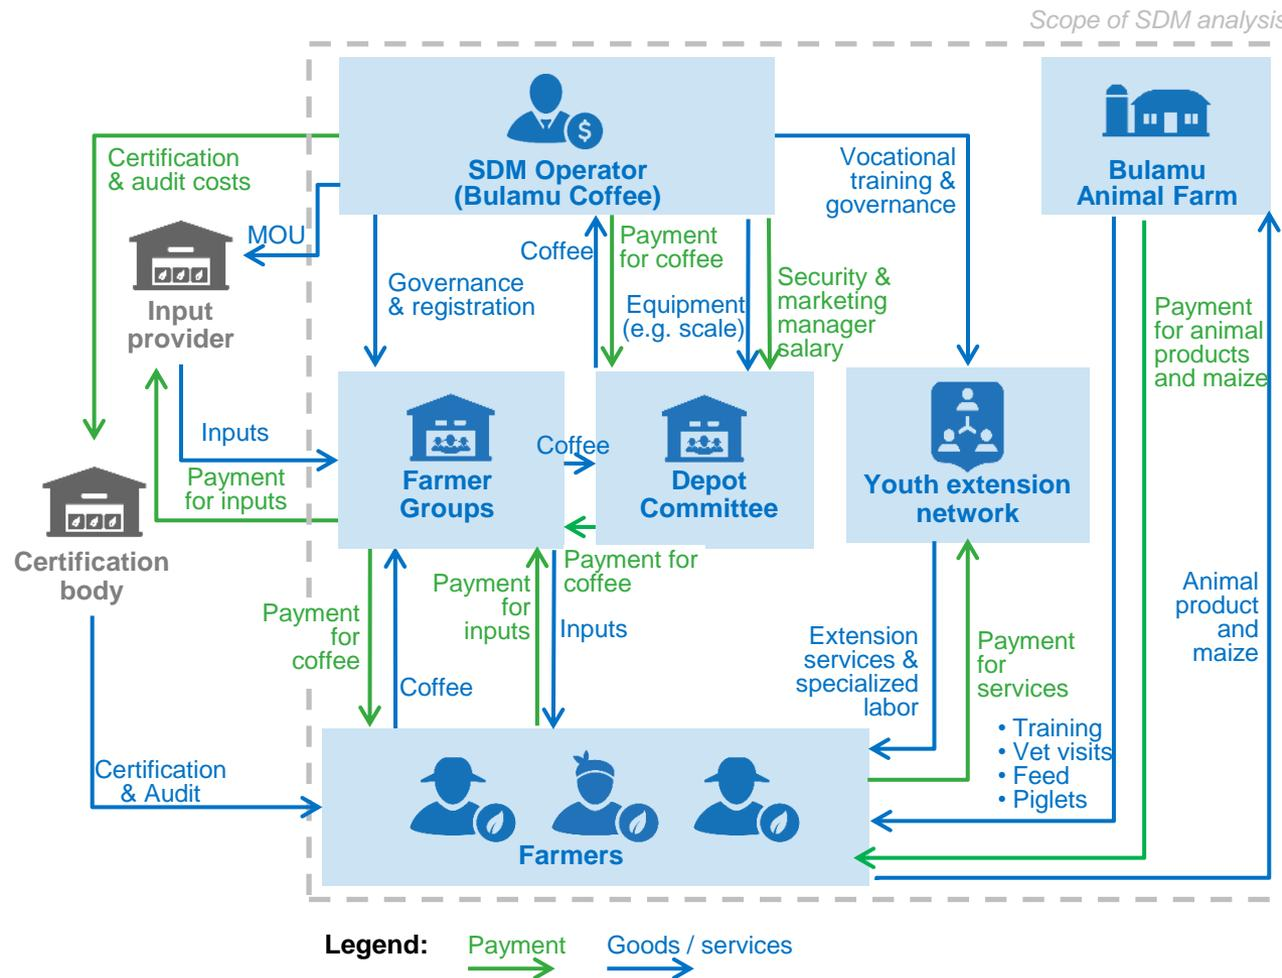 Scope of SDM analysis
SDM Operator
(Bulamu Coffee)
Bulamu
Animal Farm
Certification
& audit costs
Vocational
training &
governance
MOU
Coffee
Payment
for coffee
Governance
& registration
Equipment
(e.g. scale)
Security &
marketing
manager
salary
Payment
for animal
products
and maize
Input
provider
Inputs
Payment
for inputs
Coffee
Farmer
Groups
Depot
Committee
Youth extension
network
Certification
body
Payment for
coffee
Payment
for
coffee
Coffee
Payment
for
inputs
Inputs
Extension
services &
specialized
labor
Payment
for
services
Animal
product
and
maize
• Training
• Vet visits
• Feed
• Piglets
Certification
& Audit
Farmers
Legend:
Payment
Goods / services